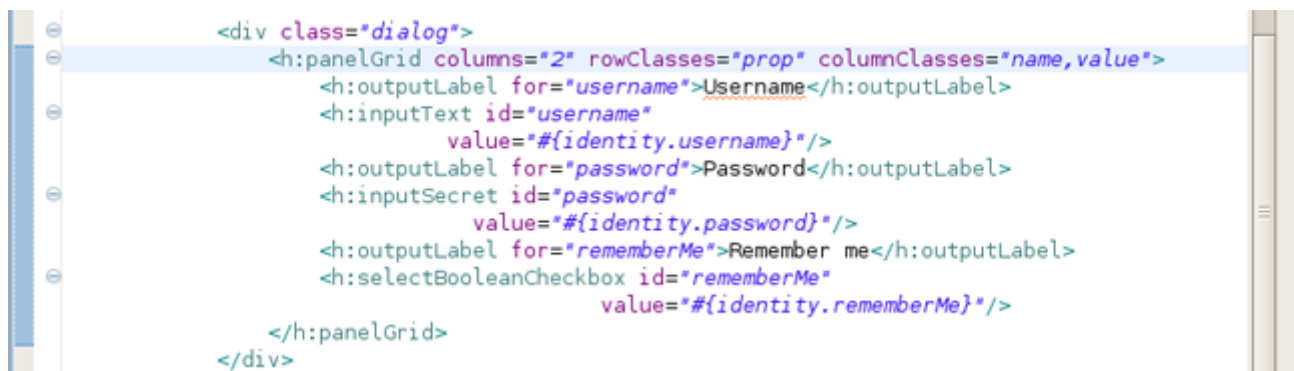 <div class="dialog">
<h:panelGrid columns="2" rowClasses="prop" columnClasses="name,value">
<h:outputLabel for="username">Username</h:outputLabel>
<h:inputText id="username"
value="#{identity.username}"/>
<h:outputLabel for="password">Password</h:outputLabel>
<h:inputSecret id="password"
value="#{identity.password}"/>
<h:outputLabel for="rememberMe">Remember me</h:outputLabel>
<h:selectBooleanCheckbox id="rememberMe"
value="#{identity.rememberMe}"/>
</h:panelGrid>
</div>